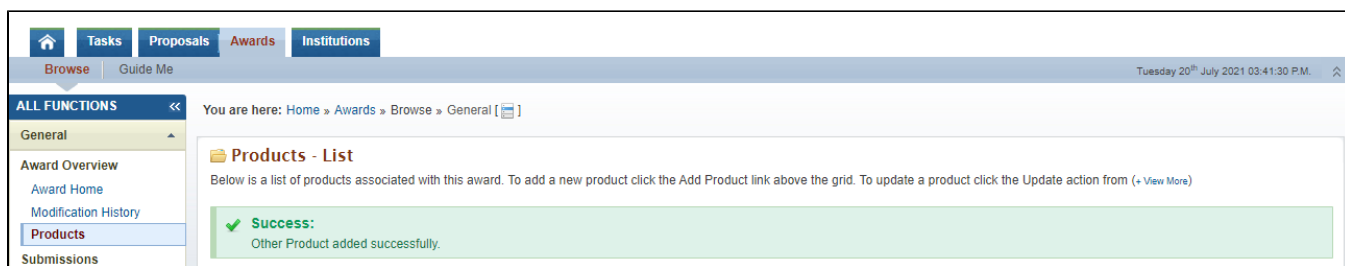 Tasks Proposals Awards Institutions
Browse Guide Me Tuesday 20th July 2021 03:41:30 P.M.
ALL FUNCTIONS «
You are here: Home » Awards » Browse » General [ ]
General
Products - List
Award Overview
Below is a list of products associated with this award. To add a new product click the Add Product link above the grid. To update a product click the Update action from (+ View More)
Award Home
Modification History
Success:
Products
Other Product added successfully.
Submissions